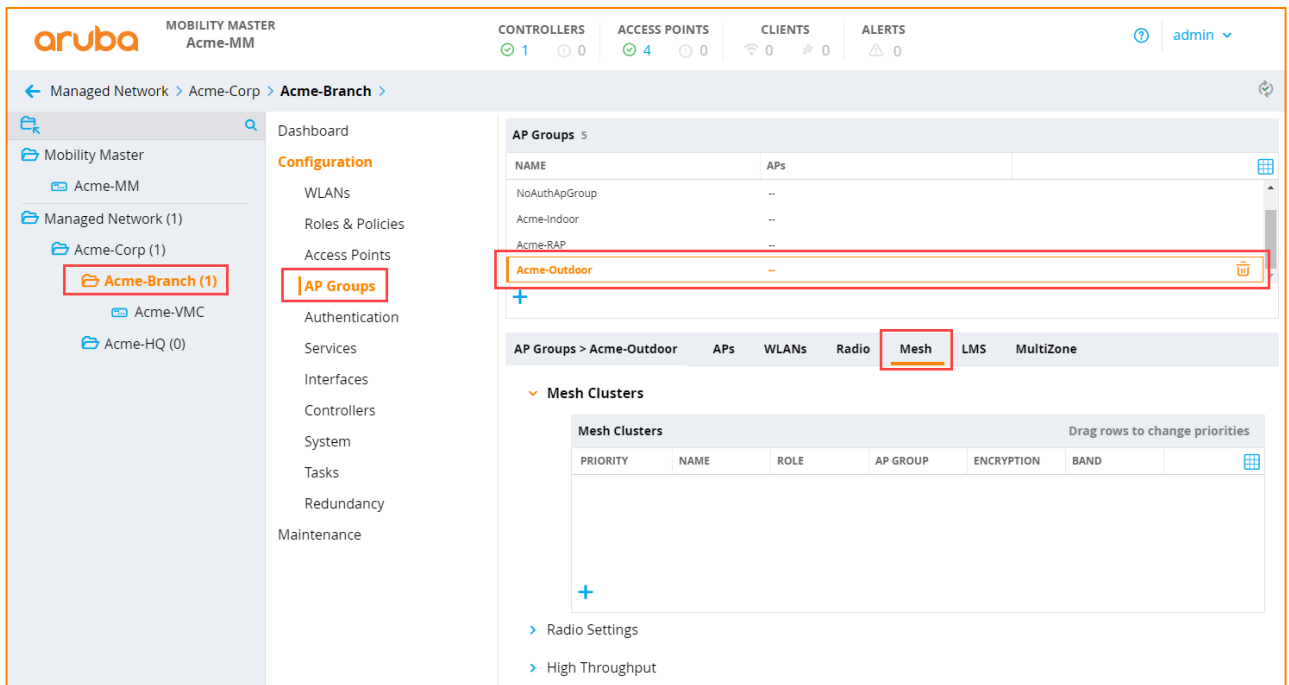 aruba
MOBILITY MASTER
Acme-MM
CONTROLLERS
1 0
ACCESS POINTS
4 0
CLIENTS
0 0
ALERTS
0
admin
Managed Network > Acme-Corp > Acme-Branch >
Mobility Master
Acme-MM
Managed Network (1)
Acme-Corp (1)
Acme-Branch (1)
Acme-VMC
Acme-HQ (0)
Dashboard
Configuration
WLANs
Roles & Policies
Access Points
AP Groups
Authentication
Services
Interfaces
Controllers
System
Tasks
Redundancy
Maintenance
AP Groups 5
NAME APs
NoAuthApGroup --
Acme-Indoor --
Acme-RAP --
Acme-Outdoor --
+
AP Groups > Acme-Outdoor APs WLANs Radio Mesh LMS MultiZone
Mesh Clusters
Mesh Clusters Drag rows to change priorities
PRIORITY NAME ROLE AP GROUP ENCRYPTION BAND
+
> Radio Settings
> High Throughput